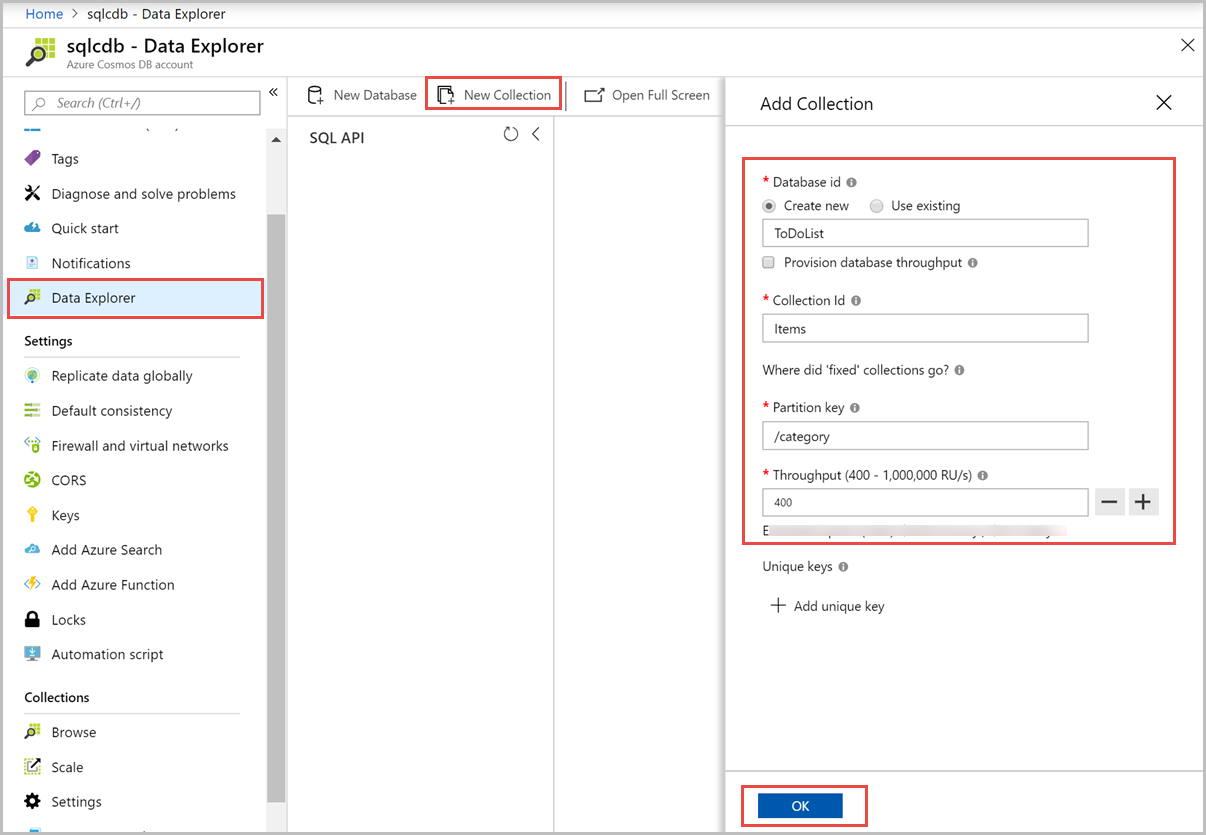 Home > sqlcdb - Data Explorer
sqlcdb - Data Explorer
Azure Cosmos DB account
Search (Ctrl+/)
Tags
Diagnose and solve problems
Quick start
Notifications
Data Explorer
Settings
Replicate data globally
Default consistency
Firewall and virtual networks
CORS
Keys
Add Azure Search
Add Azure Function
Locks
Automation script
Collections
Browse
Scale
Settings
New Database
New Collection
Open Full Screen
SQL API
Add Collection
* Database id
Create new
Use existing
ToDoList
Provision database throughput
* Collection Id
Items
Where did 'fixed' collections go?
* Partition key
/category
* Throughput (400 - 1,000,000 RU/s)
400
Unique keys
Add unique key
OK